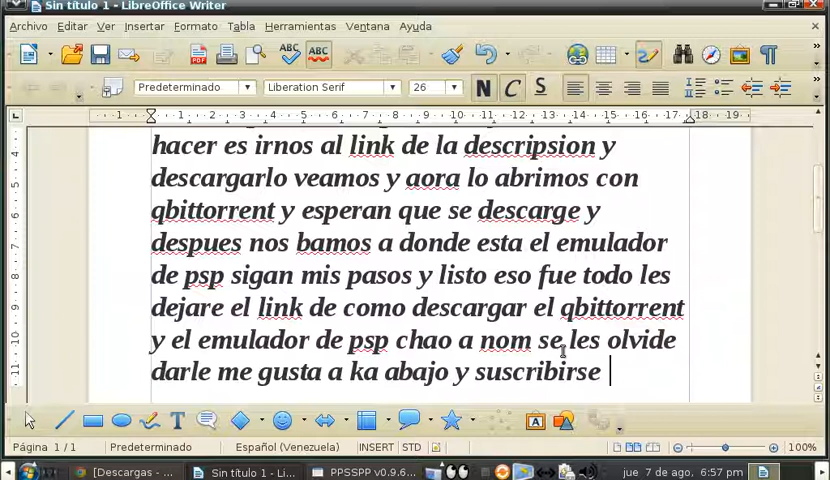 Sin título 1 - LibreOffice Writer
Archivo Editar Ver Insertar Formato Tabla Herramientas Ventana Ayuda
Predeterminado Liberation Serif 26
hacer es irnos al link de la descripsion y
descargarlo veamos y aora lo abrimos con
qbittorrent y esperan que se descarge y
despues nos bamos a donde esta el emulador
de psp sigan mis pasos y listo eso fue todo les
dejare el link de como descargar el qbittorrent
y el emulador de psp chao a nom se les olvide
darle me gusta a ka abajo y suscribirse
Página 1 / 1 Predeterminado Español (Venezuela) INSERT STD 100%
[Descargas - ... Sin título 1 - Li... PPSSPP v0.9.6... jue 7 de ago, 6:57 pm